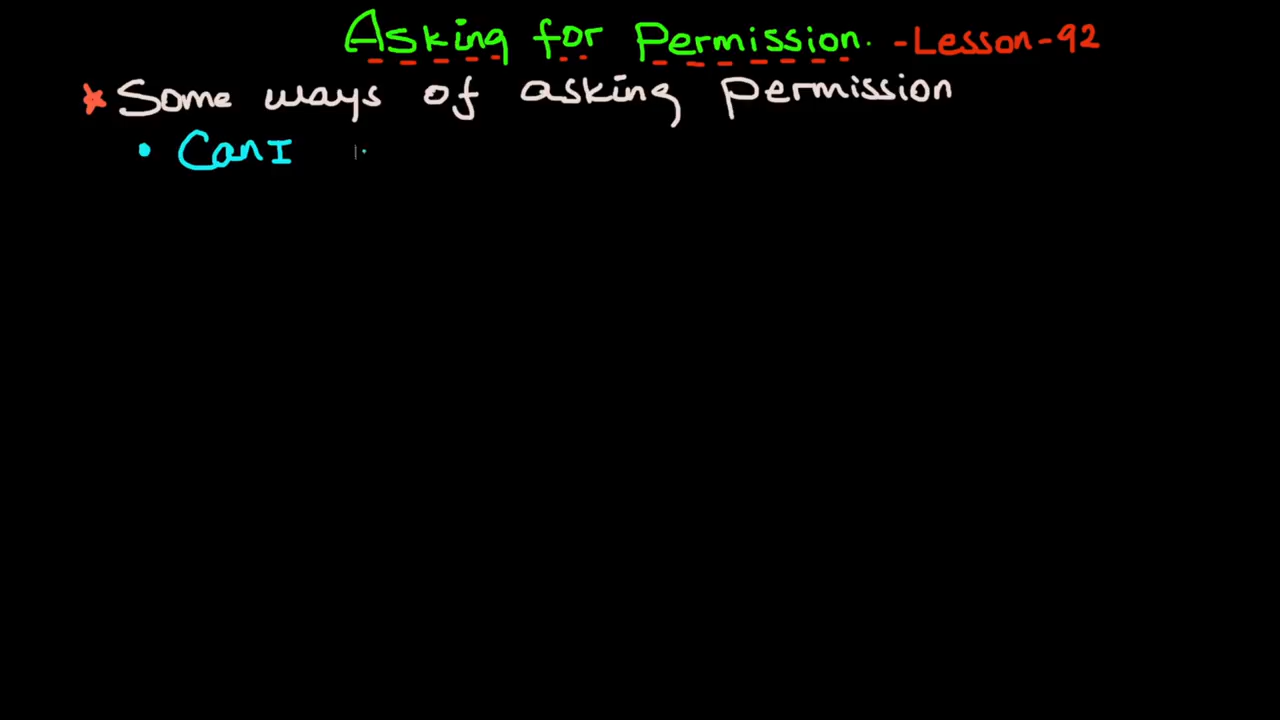 Asking for Permission. -Lesson-92
* Some ways of asking permission
• Can I